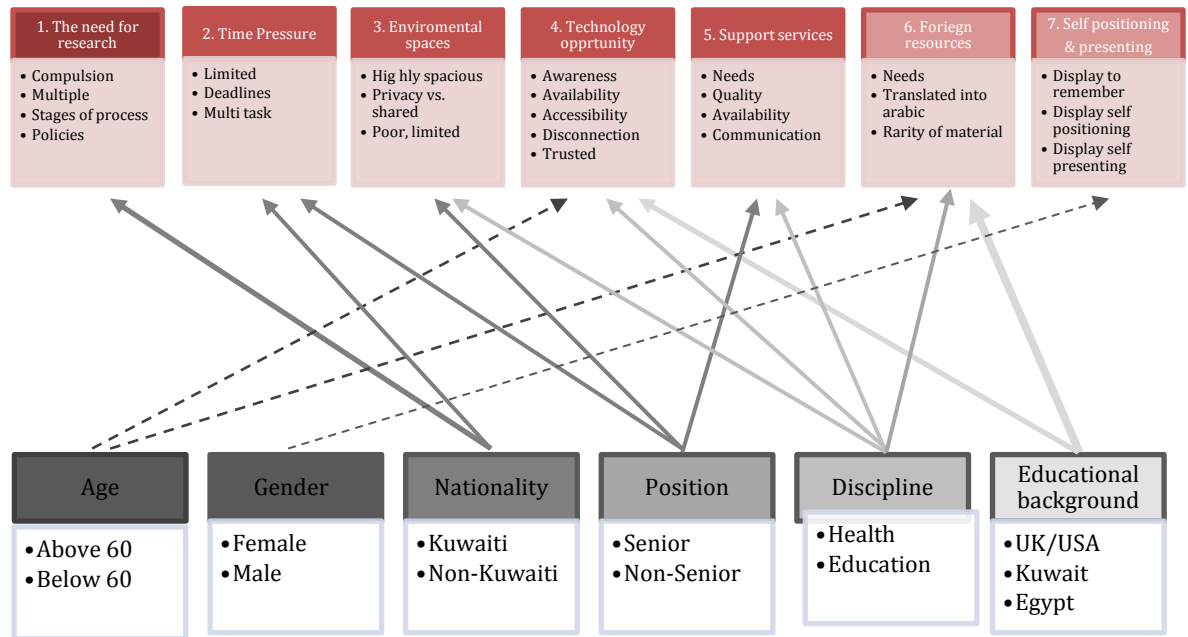 1. The need for
research
• Compulsion
• Multiple
• Stages of process
• Policies
2. Time Pressure
• Limited
• Deadlines
• Multi task
3. Enviromental
spaces
• Hig hly spacious
• Privacy vs.
shared
• Poor, limited
4. Technology
opprtunity
• Awareness
• Availability
• Accessibility
• Disconnection
• Trusted
5. Support services
• Needs
• Quality
• Availability
• Communication
6. Foriegn
resources
• Needs
• Translated into
arabic
• Rarity of material
7. Self positioning
& presenting
• Display to
remember
• Display self
positioning
• Display self
presenting
Age
• Above 60
• Below 60
Gender
• Female
• Male
Nationality
• Kuwaiti
• Non-Kuwaiti
Position
• Senior
• Non-Senior
Discipline
• Health
• Education
Educational
background
• UK/USA
• Kuwait
• Egypt